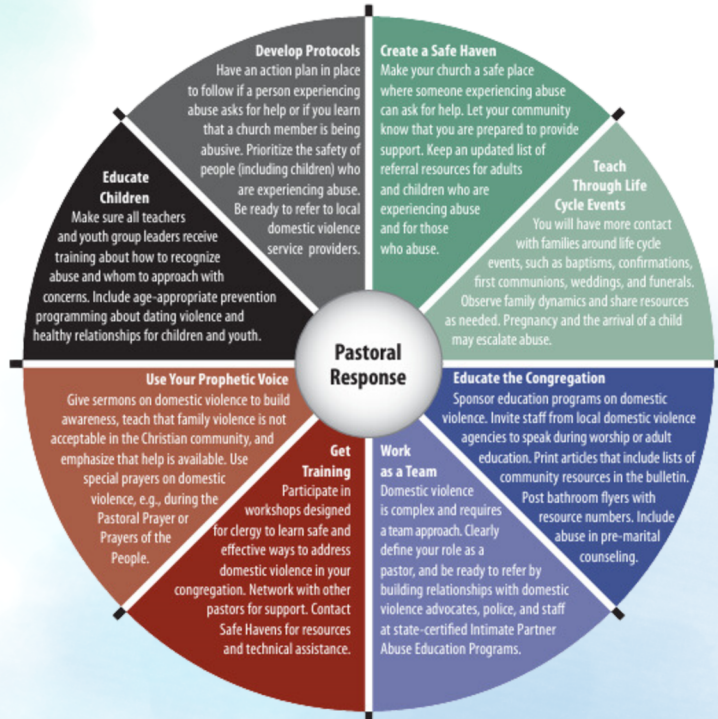 Develop Protocols
Have an action plan in place
to follow if a person experiencing
abuse asks for help or if you learn
that a church member is being
abusive. Prioritize the safety of
people (including children) who
are experiencing abuse.
Be ready to refer to local
domestic violence
service providers.
Create a Safe Haven
Make your church a safe place
where someone experiencing abuse
can ask for help. Let your community
know that you are prepared to provide
support. Keep an updated list of
referral resources for adults
and children who are
experiencing abuse
and for those
who abuse.
Teach
Through Life
Cycle Events
You will have more contact
with families around life cycle
events, such as baptisms, confirmations,
first communions, weddings, and funerals.
Observe family dynamics and share resources
as needed. Pregnancy and the arrival of a child
may escalate abuse.
Educate the Congregation
Sponsor education programs on domestic
violence. Invite staff from local domestic violence
agencies to speak during worship or adult
education. Print articles that include lists of
community resources in the bulletin.
Post bathroom flyers with
resource numbers. Include
abuse in pre-marital
counseling.
Work
as a Team
Domestic violence
is complex and requires
a team approach. Clearly
define your role as a
pastor, and be ready to refer by
building relationships with domestic
violence advocates, police, and staff
at state-certified Intimate Partner
Abuse Education Programs.
Get
Training
Participate in
workshops designed
for clergy to learn safe and
effective ways to address
domestic violence in your
congregation. Network with other
pastors for support. Contact
Safe Havens for resources
and technical assistance.
Use Your Prophetic Voice
Give sermons on domestic violence to build
awareness, teach that family violence is not
acceptable in the Christian community, and
emphasize that help is available. Use
special prayers on domestic
violence, e.g., during the
Pastoral Prayer or
Prayers of the
People.
Educate
Children
Make sure all teachers
and youth group leaders receive
training about how to recognize
abuse and whom to approach with
concerns. Include age-appropriate prevention
programming about dating violence and
healthy relationships for children and youth.
Pastoral
Response